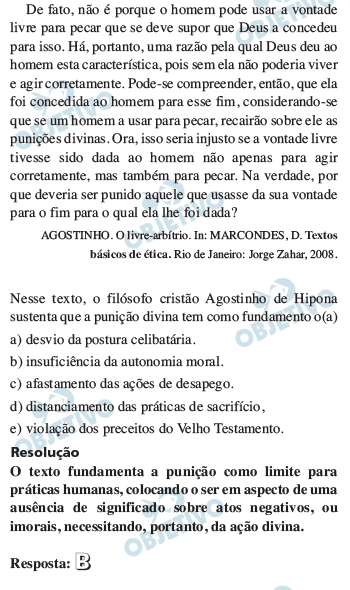 De fato, não é porque o homem pode usar a vontade
livre para pecar que se deve supor que Deus a concedeu
para isso. Há, portanto, uma razão pela qual Deus deu ao
homem esta característica, pois sem ela não poderia viver
e agir corretamente. Pode-se compreender, então, que ela
foi concedida ao homem para esse fim, considerando-se
que se um homem a usar para pecar, recairão sobre ele as
punições divinas. Ora, isso seria injusto se a vontade livre
tivesse sido dada ao homem não apenas para agir
corretamente, mas também para pecar. Na verdade, por
que deveria ser punido aquele que usasse da sua vontade
para o fim para o qual ela lhe foi dada?
AGOSTINHO. O livre-arbítrio. In: MARCONDES, D. Textos
básicos de ética. Rio de Janeiro: Jorge Zahar, 2008.
Nesse texto, o filósofo cristão Agostinho de Hipona
sustenta que a punição divina tem como fundamento o(a)
a) desvio da postura celibatária.
b) insuficiência da autonomia moral.
c) afastamento das ações de desapego.
d) distanciamento das práticas de sacrifício,
e) violação dos preceitos do Velho Testamento.
Resolução
O texto fundamenta a punição como limite para
práticas humanas, colocando o ser em aspecto de uma
ausência de significado sobre atos negativos, ou
imorais, necessitando, portanto, da ação divina.
Resposta: B